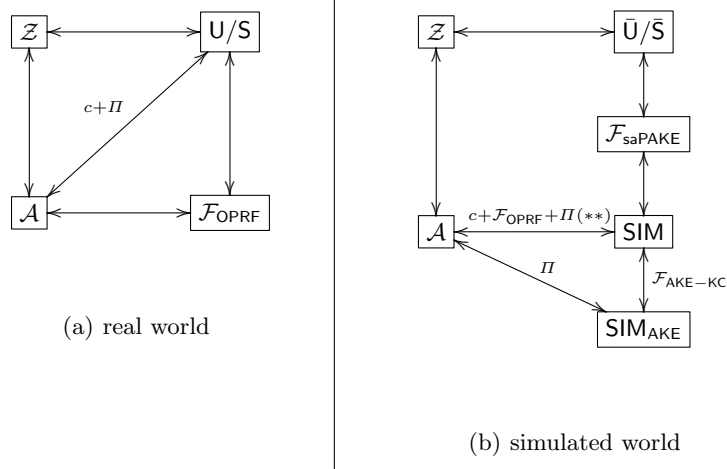 𝒵
U/S
c+Π
𝒜
ℱ_OPRF
(a) real world
𝒵
Ū/S̄
ℱ_saPAKE
c+ℱ_OPRF+Π(**)
𝒜
SIM
Π
ℱ_AKE−KC
SIM_AKE
(b) simulated world